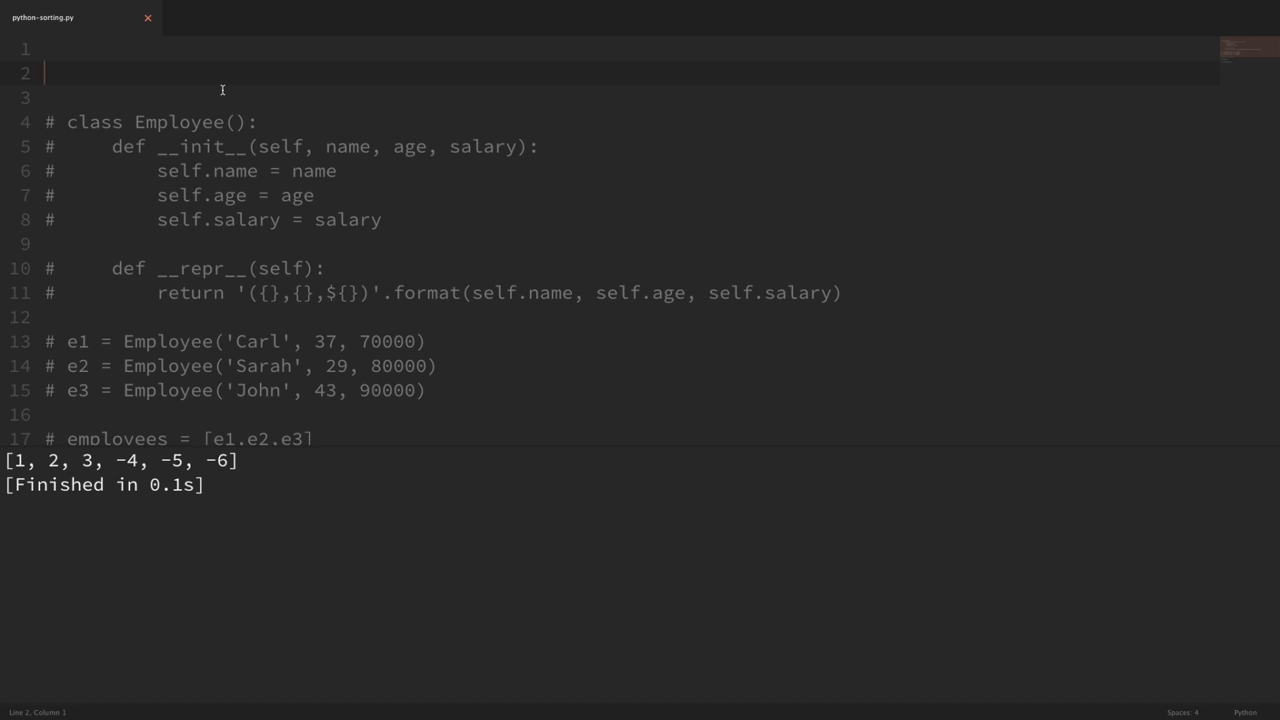 python-sorting.py
1
2
3
4 # class Employee():
5 #     def __init__(self, name, age, salary):
6 #         self.name = name
7 #         self.age = age
8 #         self.salary = salary
9
10 #     def __repr__(self):
11 #         return '({},{},${})'.format(self.name, self.age, self.salary)
12
13 # e1 = Employee('Carl', 37, 70000)
14 # e2 = Employee('Sarah', 29, 80000)
15 # e3 = Employee('John', 43, 90000)
16
17 # employees = [e1,e2,e3]
[1, 2, 3, -4, -5, -6]
[Finished in 0.1s]
Line 2, Column 1
Spaces: 4
Python